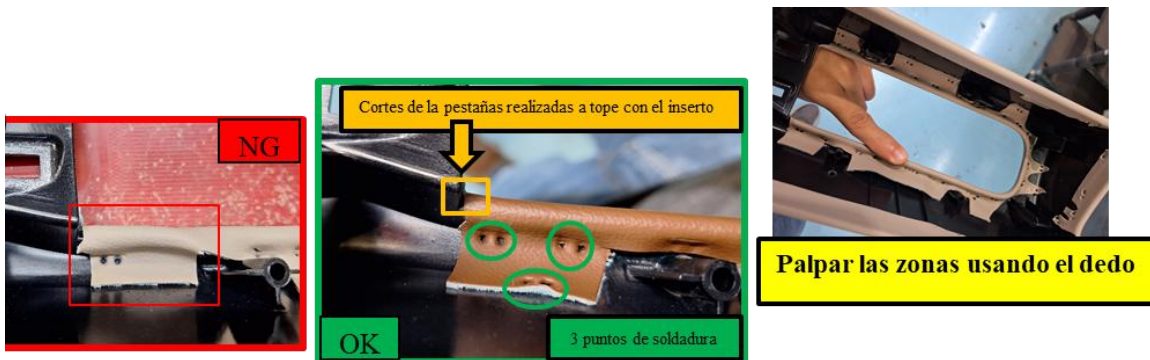 NG
Cortes de la pestañas realizadas a tope con el inserto
OK
3 puntos de soldadura
Palpar las zonas usando el dedo